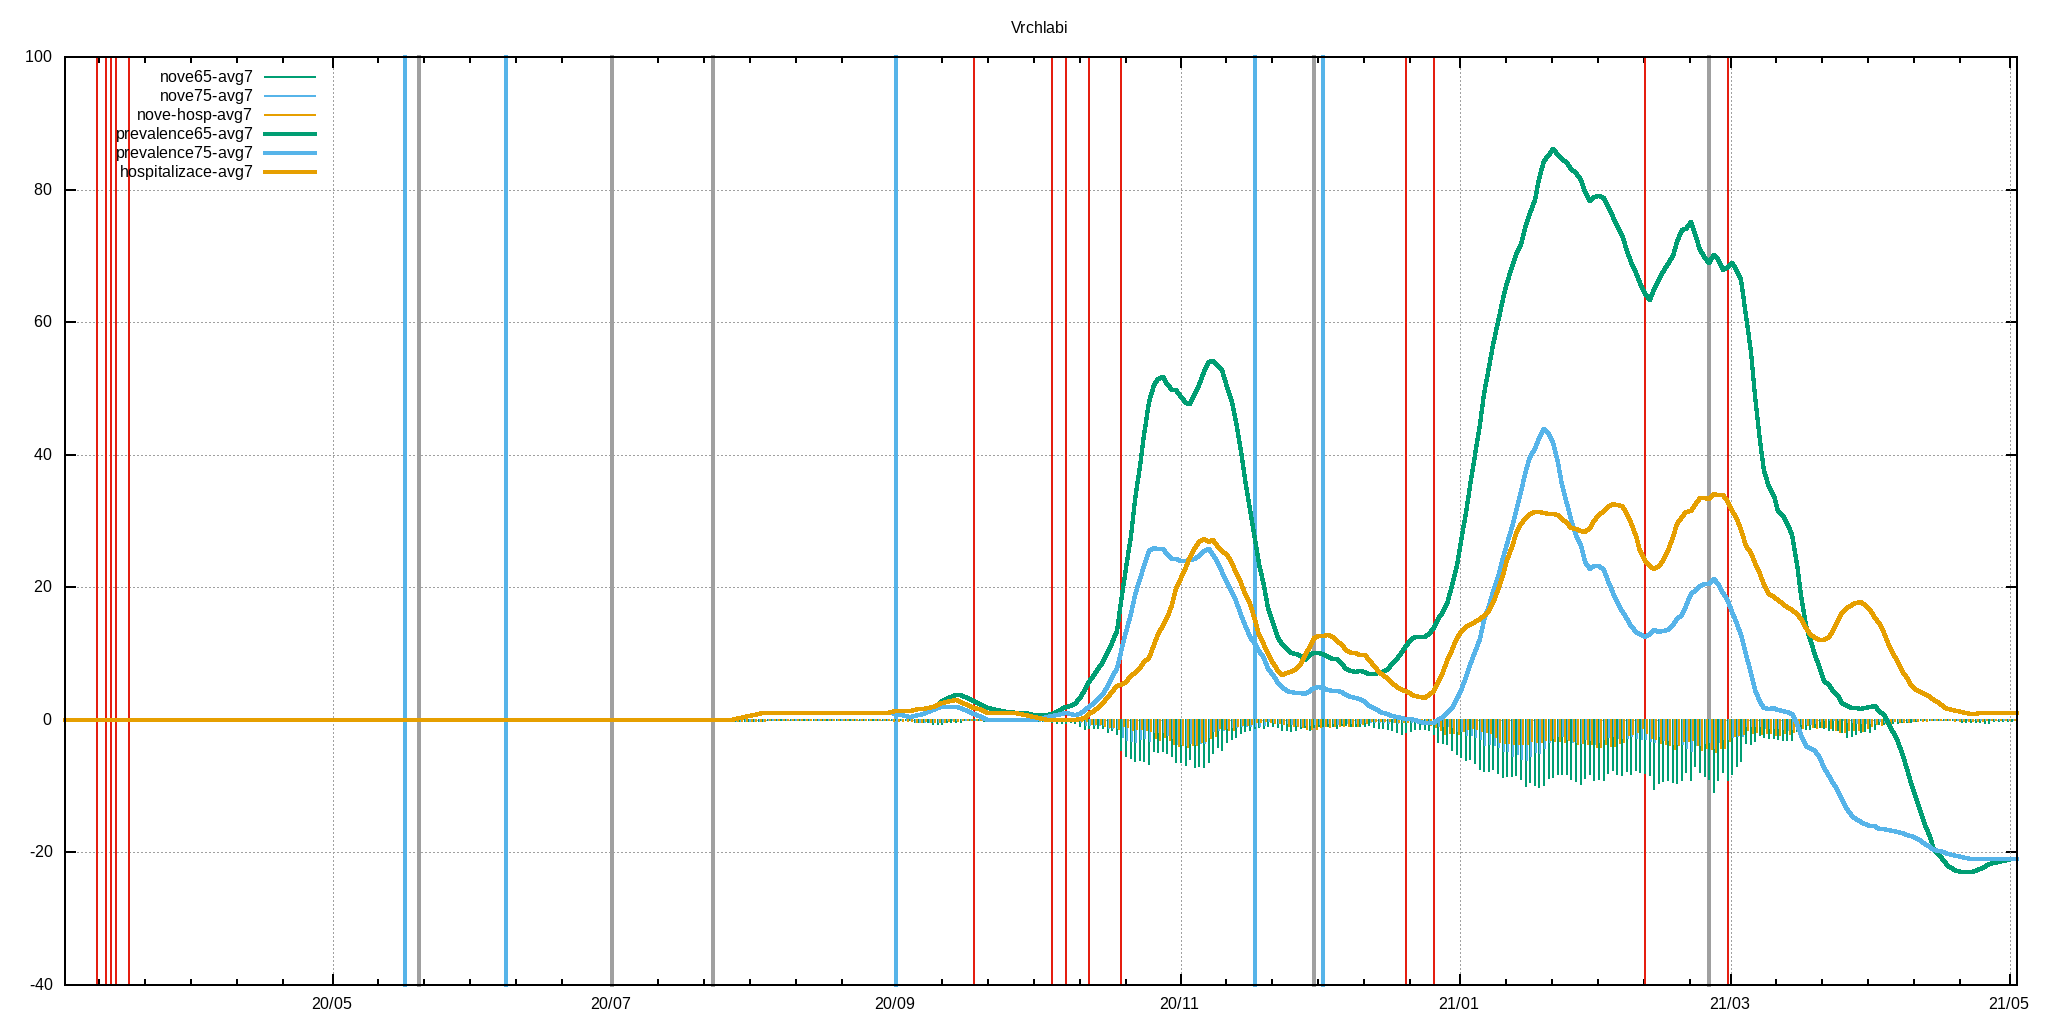 Vrchlabi
100
nove65-avg7
nove75-avg7
nove-hosp-avg7
prevalence65-avg7
prevalence75-avg7
hospitalizace-avg7
80
60
40
20
0
-20
-40
20/05 20/07 20/09 20/11 21/01 21/03 21/05